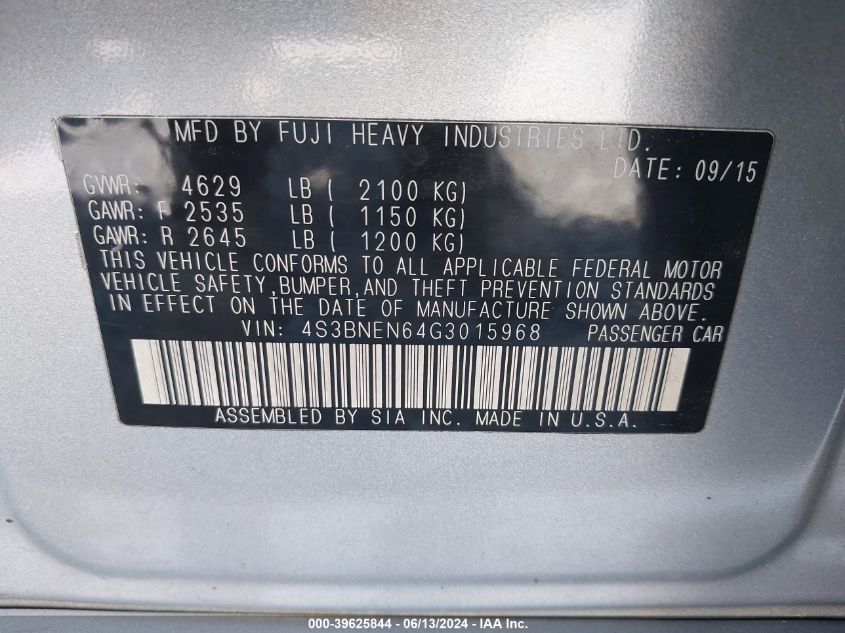 MFD BY FUJI HEAVY INDUSTRIES LTD.
DATE: 09/15
GVWR: 4629 LB ( 2100 KG)
GAWR: F 2535 LB ( 1150 KG)
GAWR: R 2645 LB ( 1200 KG)
THIS VEHICLE CONFORMS TO ALL APPLICABLE FEDERAL MOTOR
VEHICLE SAFETY,BUMPER,AND THEFT PREVENTION STANDARDS
IN EFFECT ON THE DATE OF MANUFACTURE SHOWN ABOVE.
VIN: 4S3BNEN64G3015968 PASSENGER CAR
ASSEMBLED BY SIA INC. MADE IN U.S.A.
000-39625844 - 06/13/2024 - IAA Inc.